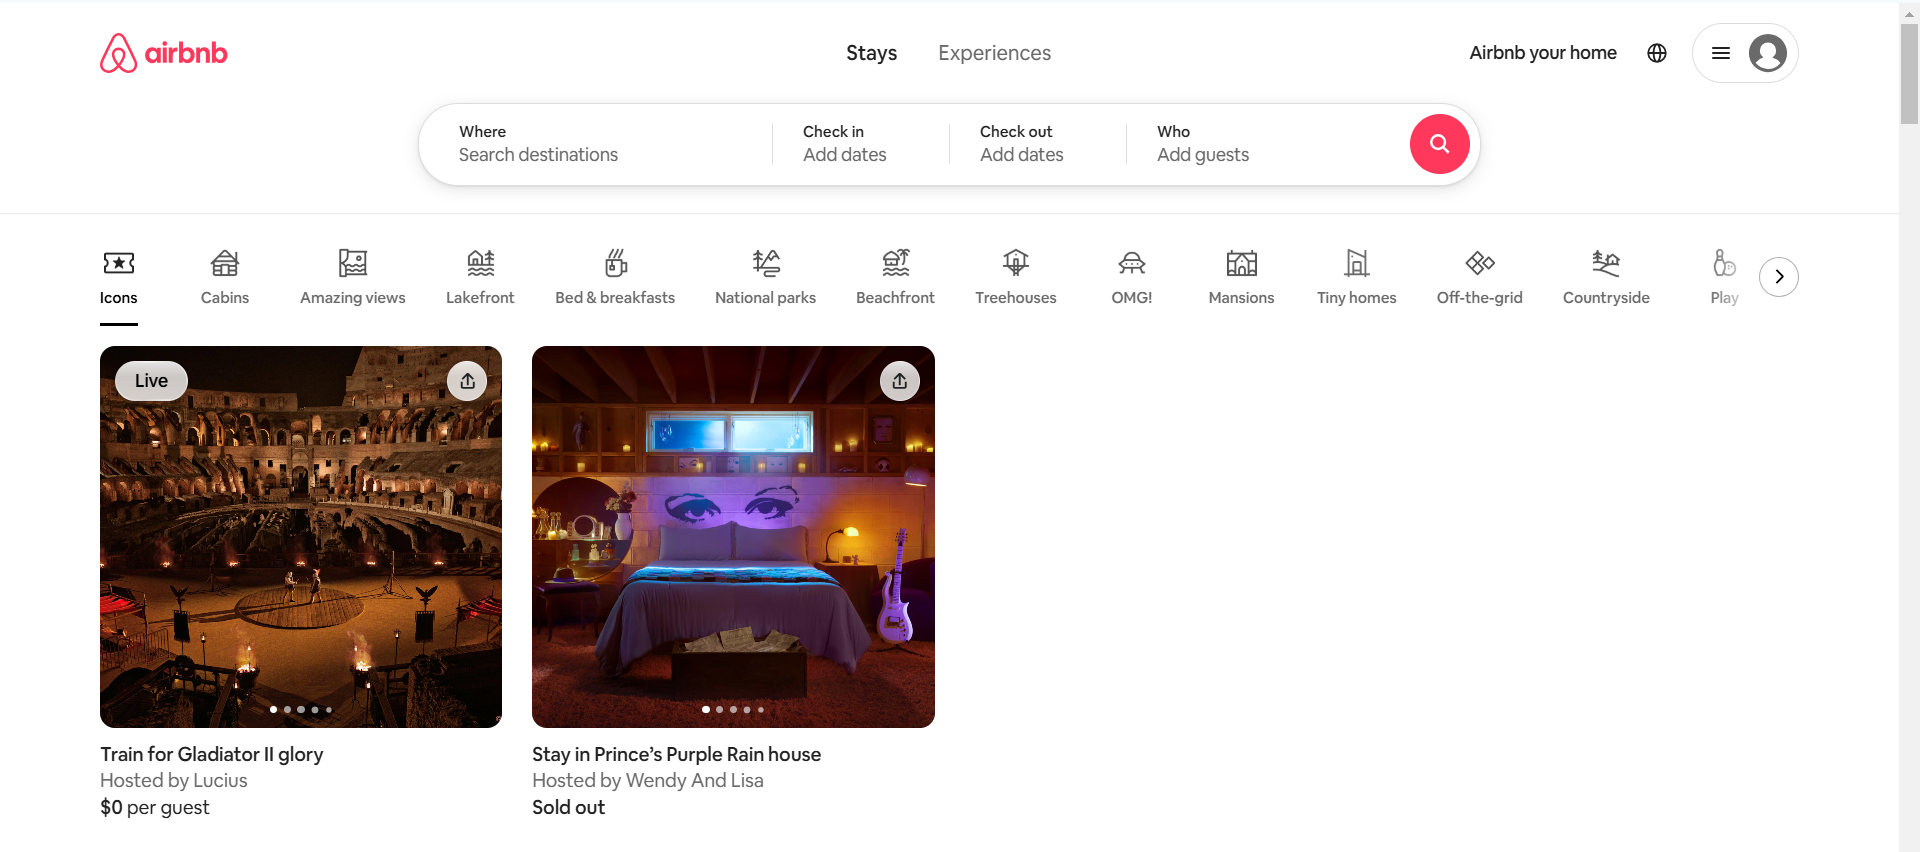 airbnb
Stays
Experiences
Airbnb your home
Where
Search destinations
Check in
Add dates
Check out
Add dates
Who
Add guests
Icons
Cabins
Amazing views
Lakefront
Bed & breakfasts
National parks
Beachfront
Treehouses
OMG!
Mansions
Tiny homes
Off-the-grid
Countryside
Play
Live
Train for Gladiator II glory
Hosted by Lucius
$0 per guest
Stay in Prince’s Purple Rain house
Hosted by Wendy And Lisa
Sold out